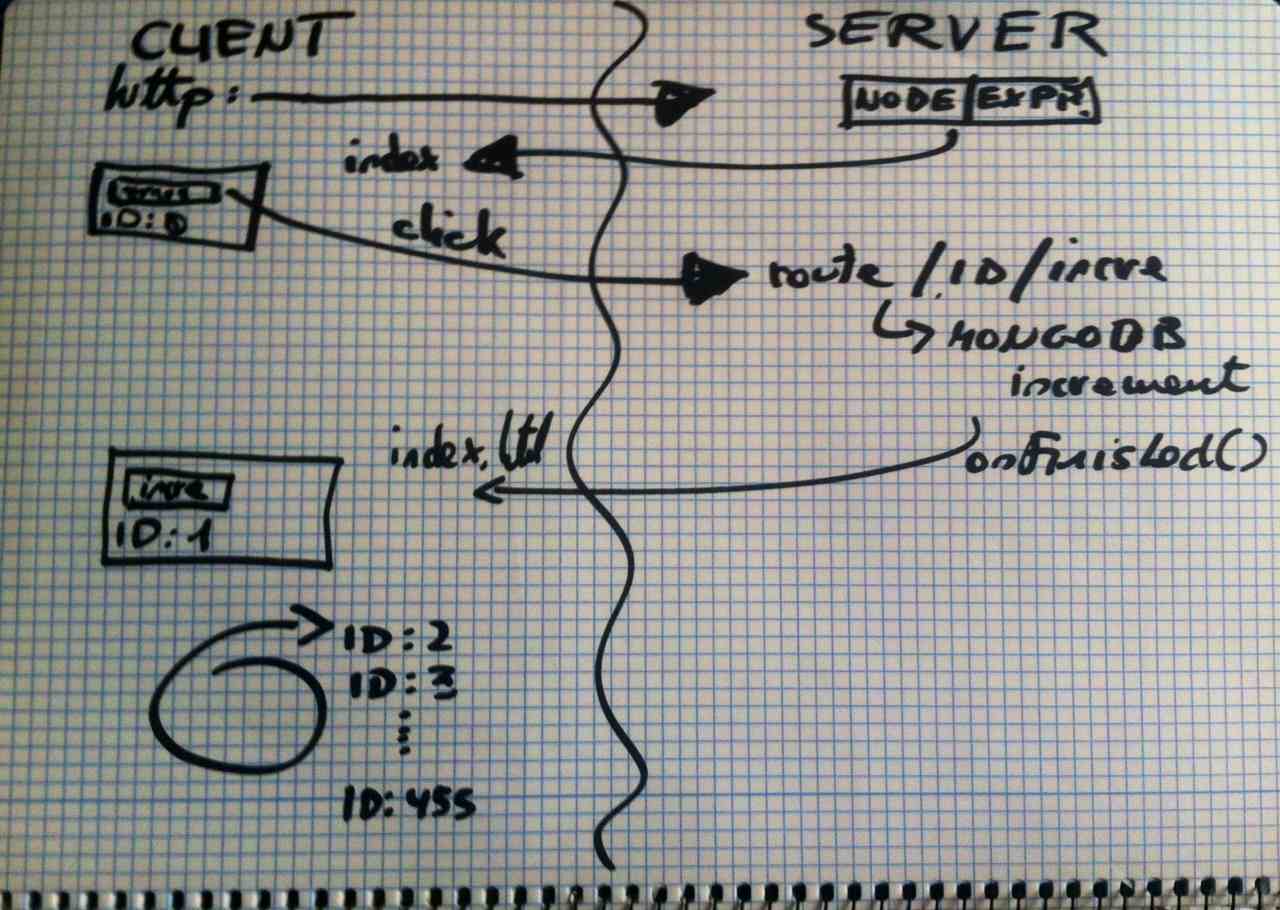 CLIENT
SERVER
http:
NODE EXPR.
index
ID: 0
click
route /.ID/incre
MONGODB
increment
index.html
onFinished()
incre
ID: 1
ID: 2
ID: 3
ID: 455